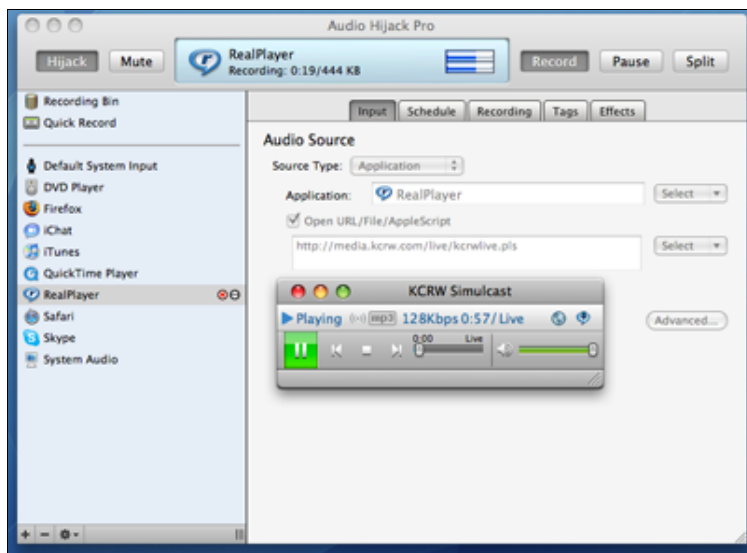 Audio Hijack Pro
Hijack Mute RealPlayer Record Pause Split
Recording: 0:19/444 KB
Recording Bin
Quick Record
Default System Input
DVD Player
Firefox
iChat
iTunes
QuickTime Player
RealPlayer
Safari
Skype
System Audio
Input Schedule Recording Tags Effects
Audio Source
Source Type: Application
Application: RealPlayer Select
Open URL/File/AppleScript
http://media.kcrw.com/live/kcrwlive.pls Select
KCRW Simulcast
Playing mp3 128Kbps 0:57/ Live
0:00 Live
Advanced...